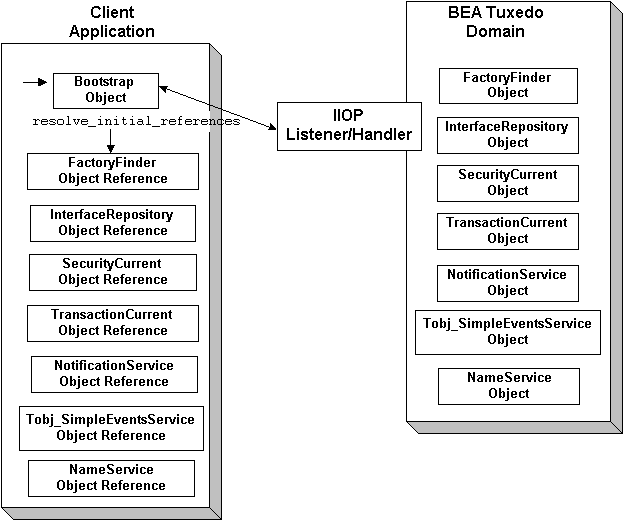 Client
Application
Bootstrap
Object
resolve_initial_references
FactoryFinder
Object Reference
InterfaceRepository
Object Reference
SecurityCurrent
Object Reference
TransactionCurrent
Object Reference
NotificationService
Object Reference
Tobj_SimpleEventsService
Object Reference
NameService
Object Reference
IIOP
Listener/Handler
BEA Tuxedo
Domain
FactoryFinder
Object
InterfaceRepository
Object
SecurityCurrent
Object
TransactionCurrent
Object
NotificationService
Object
Tobj_SimpleEventsService
Object
NameService
Object